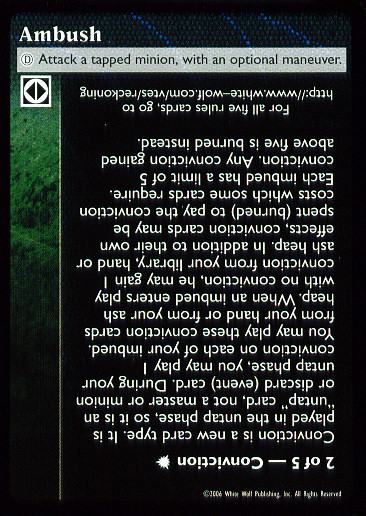 Ambush
Ⓓ Attack a tapped minion, with an optional maneuver.
2 of 5 — Conviction
Conviction is a new card type. It is
played in the untap phase, so it is an
"untap" card, not a master or minion
or discard (event) card. During your
untap phase, you may play 1
conviction on each of your imbued.
You may play these conviction cards
from your hand or from your ash
heap. When an imbued enters play
with no conviction, he may gain 1
conviction from your library, hand or
ash heap. In addition to their own
effects, conviction cards may be
spent (burned) to pay the conviction
costs which some cards require.
Each imbued has a limit of 5
conviction. Any conviction gained
above five is burned instead.
For all five rules cards, go to
http://www.white-wolf.com/vtes/reckoning
©2006 White Wolf Publishing, Inc. All Rights Reserved